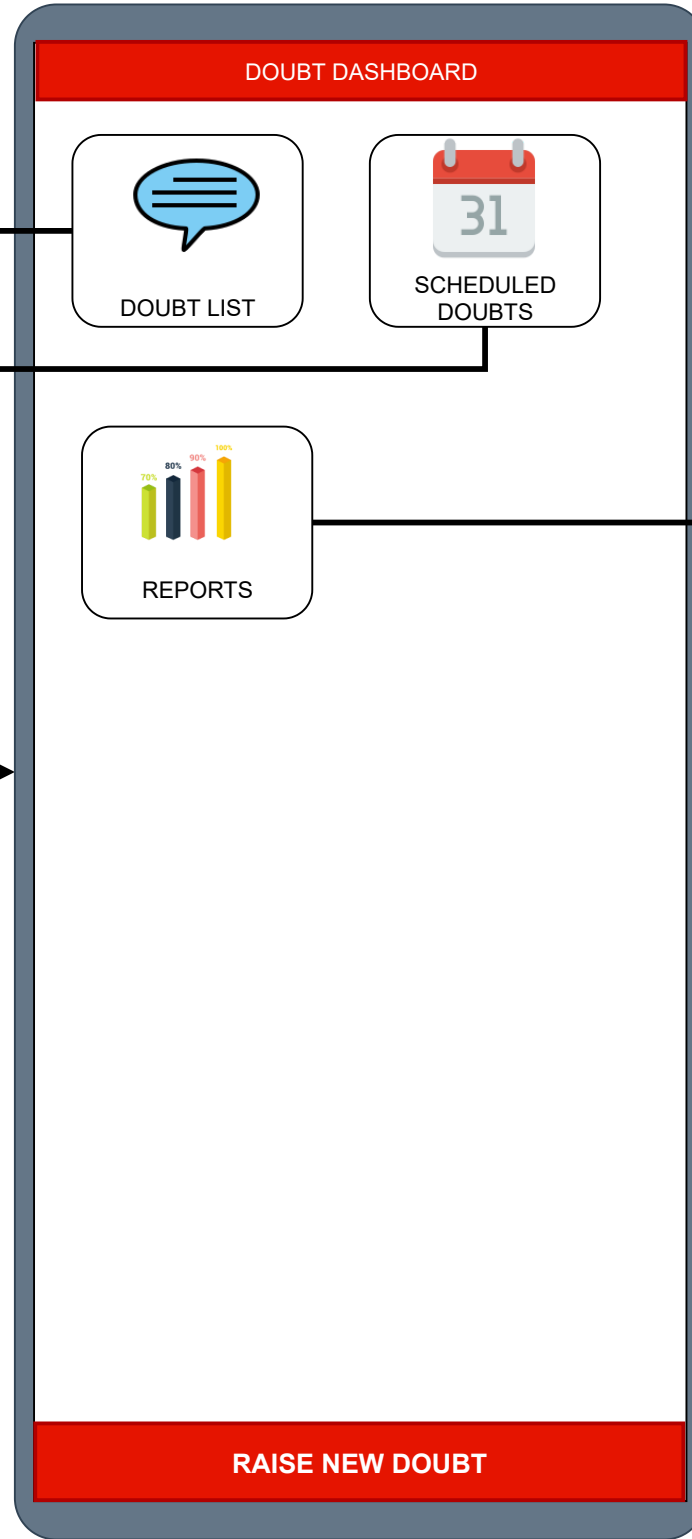 DOUBT DASHBOARD
31
DOUBT LIST
SCHEDULED
DOUBTS
100%
90%
80%
70%
REPORTS
RAISE NEW DOUBT